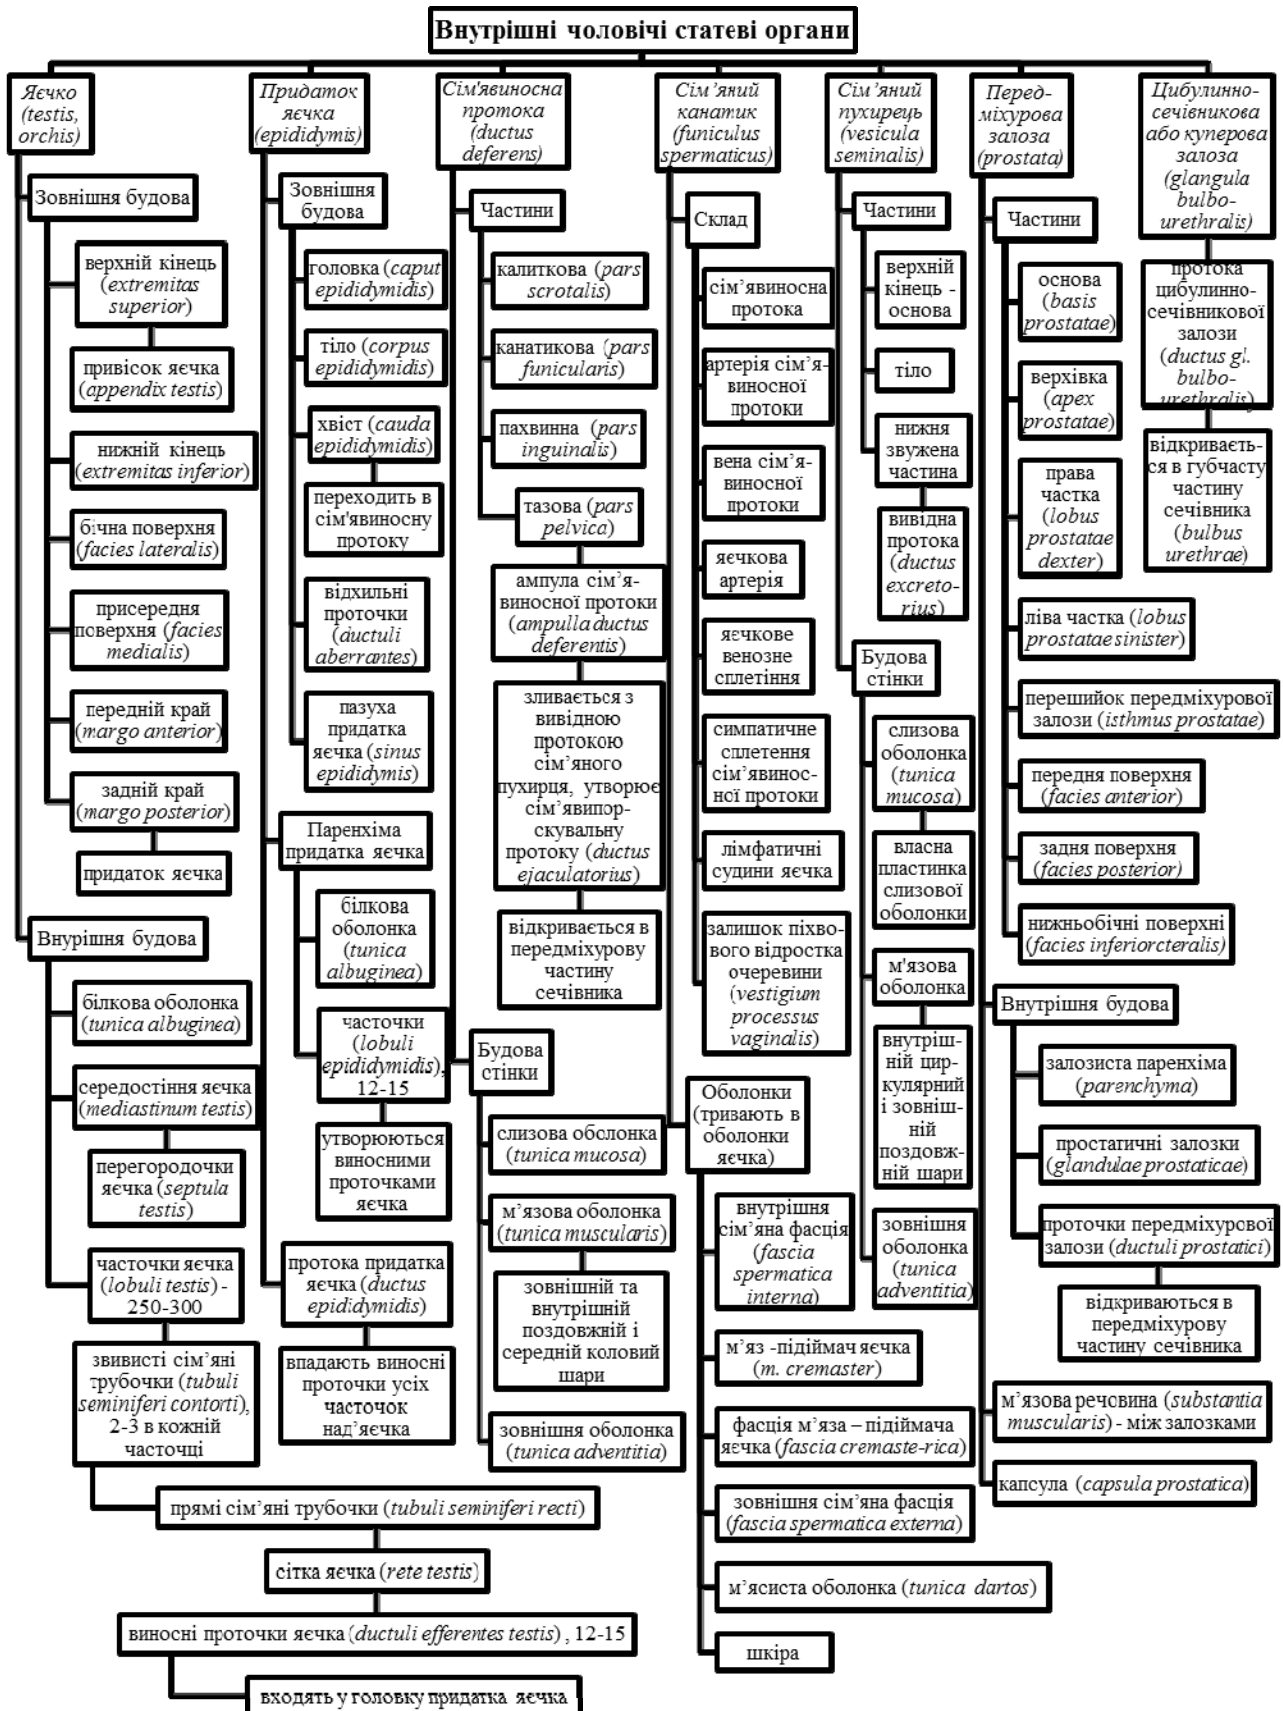 Внутрішні чоловічі статеві органи
Яєчко
(testis,
orchis)
Зовнішня будова
верхній кінець
(extremitas
superior)
привісок яєчка
(appendix testis)
нижній кінець
(extremitas inferior)
бічна поверхня
(facies lateralis)
присередня
поверхня (facies
medialis)
передній край
(margo anterior)
задній край
(margo posterior)
придаток яєчка
Внурішня будова
білкова оболонка
(tunica albuginea)
середостіння яєчка
(mediastinum testis)
перегородочки
яєчка (septula
testis)
часточки яєчка
(lobuli testis) -
250-300
звивисті сім’яні
трубочки (tubuli
seminiferi contorti),
2-3 в кожній
часточці
прямі сім’яні трубочки (tubuli seminiferi recti)
сітка яєчка (rete testis)
виносні проточки яєчка (ductuli efferentes testis) , 12-15
входять у головку придатка яєчка
Придаток
яєчка
(epididymis)
Зовнішня
будова
головка (caput
epididymidis)
тіло (corpus
epididymidis)
хвіст (cauda
epididymidis)
переходить в
сім'явиносну
протоку
відхильні
проточки
(ductuli
aberrantes)
пазуха
придатка
яєчка (sinus
epididymis)
Паренхіма
придатка яєчка
білкова
оболонка
(tunica
albuginea)
часточки
(lobuli
epididymidis),
12-15
утворюються
виносними
проточками
яєчка
протока придатка
яєчка (ductus
epididymidis)
впадають виносні
проточки усіх
часточок
над’яєчка
Сім'явиносна
протока
(ductus
deferens)
Частини
калиткова (pars
scrotalis)
канатикова (pars
funicularis)
пахвинна (pars
inguinalis)
тазова (pars
pelvica)
ампула сім’я-
виносної протоки
(ampulla ductus
deferentis)
зливається з
вивідною
протокою
сім’яного
пухирця, утворює
сім’явипор-
скувальну
протоку (ductus
ejaculatorius)
відкривається в
передміхурову
частину
сечівника
Будова
стінки
слизова оболонка
(tunica mucosa)
м’язова оболонка
(tunica muscularis)
зовнішній та
внутрішній
поздовжній і
середній коловий
шари
зовнішня оболонка
(tunica adventitia)
Сім’яний
канатик
(funiculus
spermaticus)
Склад
сім’явиносна
протока
артерія сім’я-
виносної
протоки
вена сім’я-
виносної
протоки
яєчкова
артерія
яєчкове
венозне
сплетіння
симпатичне
сплетення
сім’явинос-
ної протоки
лімфатичні
судини яєчка
залишок піхво-
вого відростка
очеревини
(vestigium
processus
vaginalis)
Оболонки
(тривають в
оболонки
яєчка)
внутрішня
сім’яна фасція
(fascia
spermatica
interna)
м’яз -підіймач яєчка
(m. cremaster)
фасція м’яза – підіймача
яєчка (fascia cremaste-rica)
зовнішня сім’яна фасція
(fascia spermatica externa)
м’ясиста оболонка (tunica dartos)
шкіра
Сім’яний
пухирець
(vesicula
seminalis)
Частини
верхній
кінець -
основа
тіло
нижня
звужена
частина
вивідна
протока
(ductus
excreto-
rius)
Будова
стінки
слизова
оболонка
(tunica
mucosa)
власна
пластинка
слизової
оболонки
м'язова
оболонка
внутріш-
ній цир-
кулярний
і зовніш-
ній
поздовж-
ній шари
зовнішня
оболонка
(tunica
adventitia)
Перед-
міхурова
залоза
(prostata)
Частини
основа
(basis
prostatae)
верхівка
(apex
prostatae)
права
частка
(lobus
prostatae
dexter)
ліва частка (lobus
prostatae sinister)
перешийок передміхурової
залози (isthmus prostatae)
передня поверхня
(facies anterior)
задня поверхня
(facies posterior)
нижньобічні поверхні
(facies inferiorcteralis)
Внутрішня будова
залозиста паренхіма
(parenchyma)
простатичні залозки
(glandulae prostaticae)
проточки передміхурової
залози (ductuli prostatici)
відкриваються в
передміхурову
частину сечівника
м’язова речовина (substantia
muscularis) - між залозками
капсула (capsula prostatica)
Цибулинно-
сечівникова
або куперова
залоза
(glangula
bulbo-
urethralis)
протока
цибулинно-
сечівникової
залози
(ductus gl.
bulbo-
urethralis)
відкриваєть-
ся в губчасту
частину
сечівника
(bulbus
urethrae)